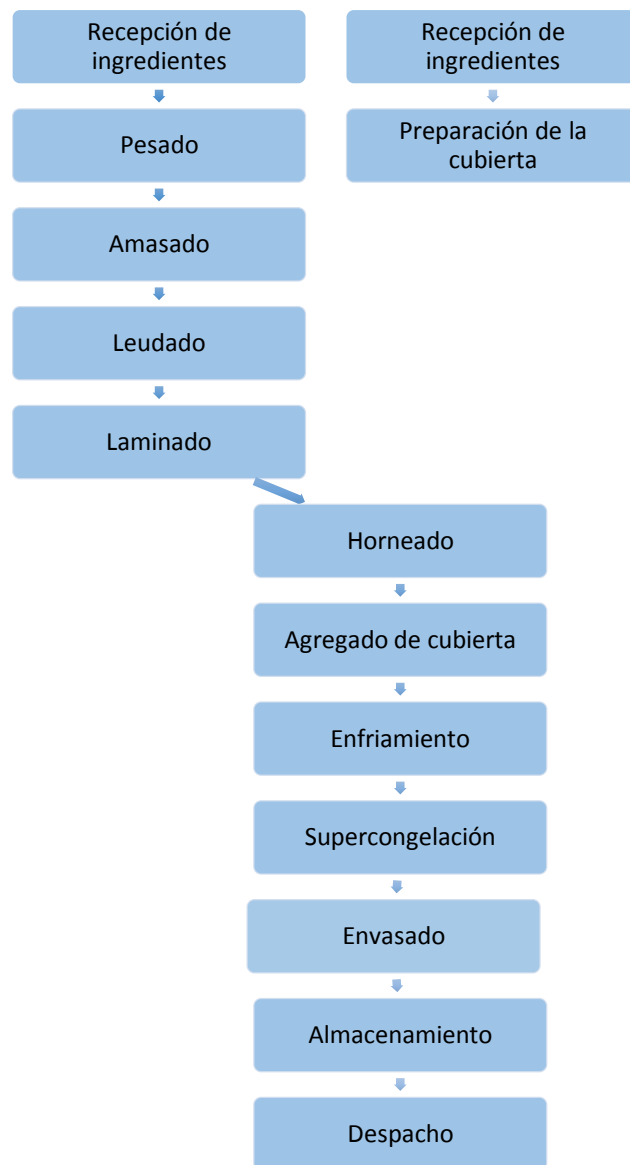 Recepción de
ingredientes
Recepción de
ingredientes
Pesado
Preparación de la
cubierta
Amasado
Leudado
Laminado
Horneado
Agregado de cubierta
Enfriamiento
Supercongelación
Envasado
Almacenamiento
Despacho